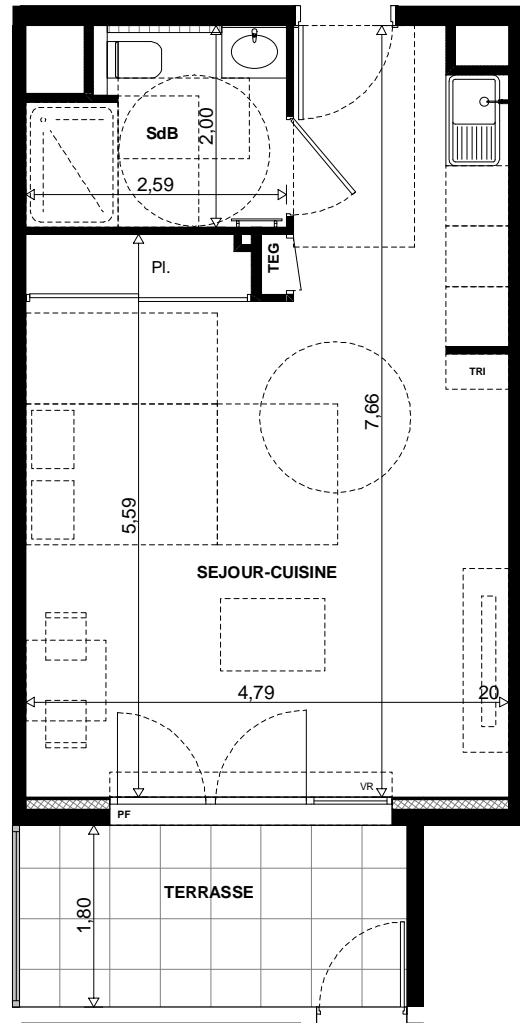 SdB
2,00
2,59
Pl.
TEG
TRI
7,66
5,59
SEJOUR-CUISINE
4,79
20
VR
PF
TERRASSE
1,80